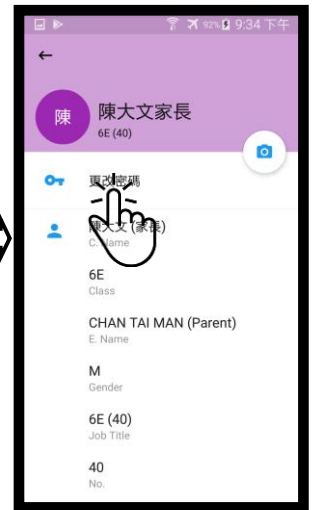 92% 9:34 下午
陳
陳大文家長
6E (40)
更改密碼
陳大文 (家長)
C. Name
6E
Class
CHAN TAI MAN (Parent)
E. Name
M
Gender
6E (40)
Job Title
40
No.